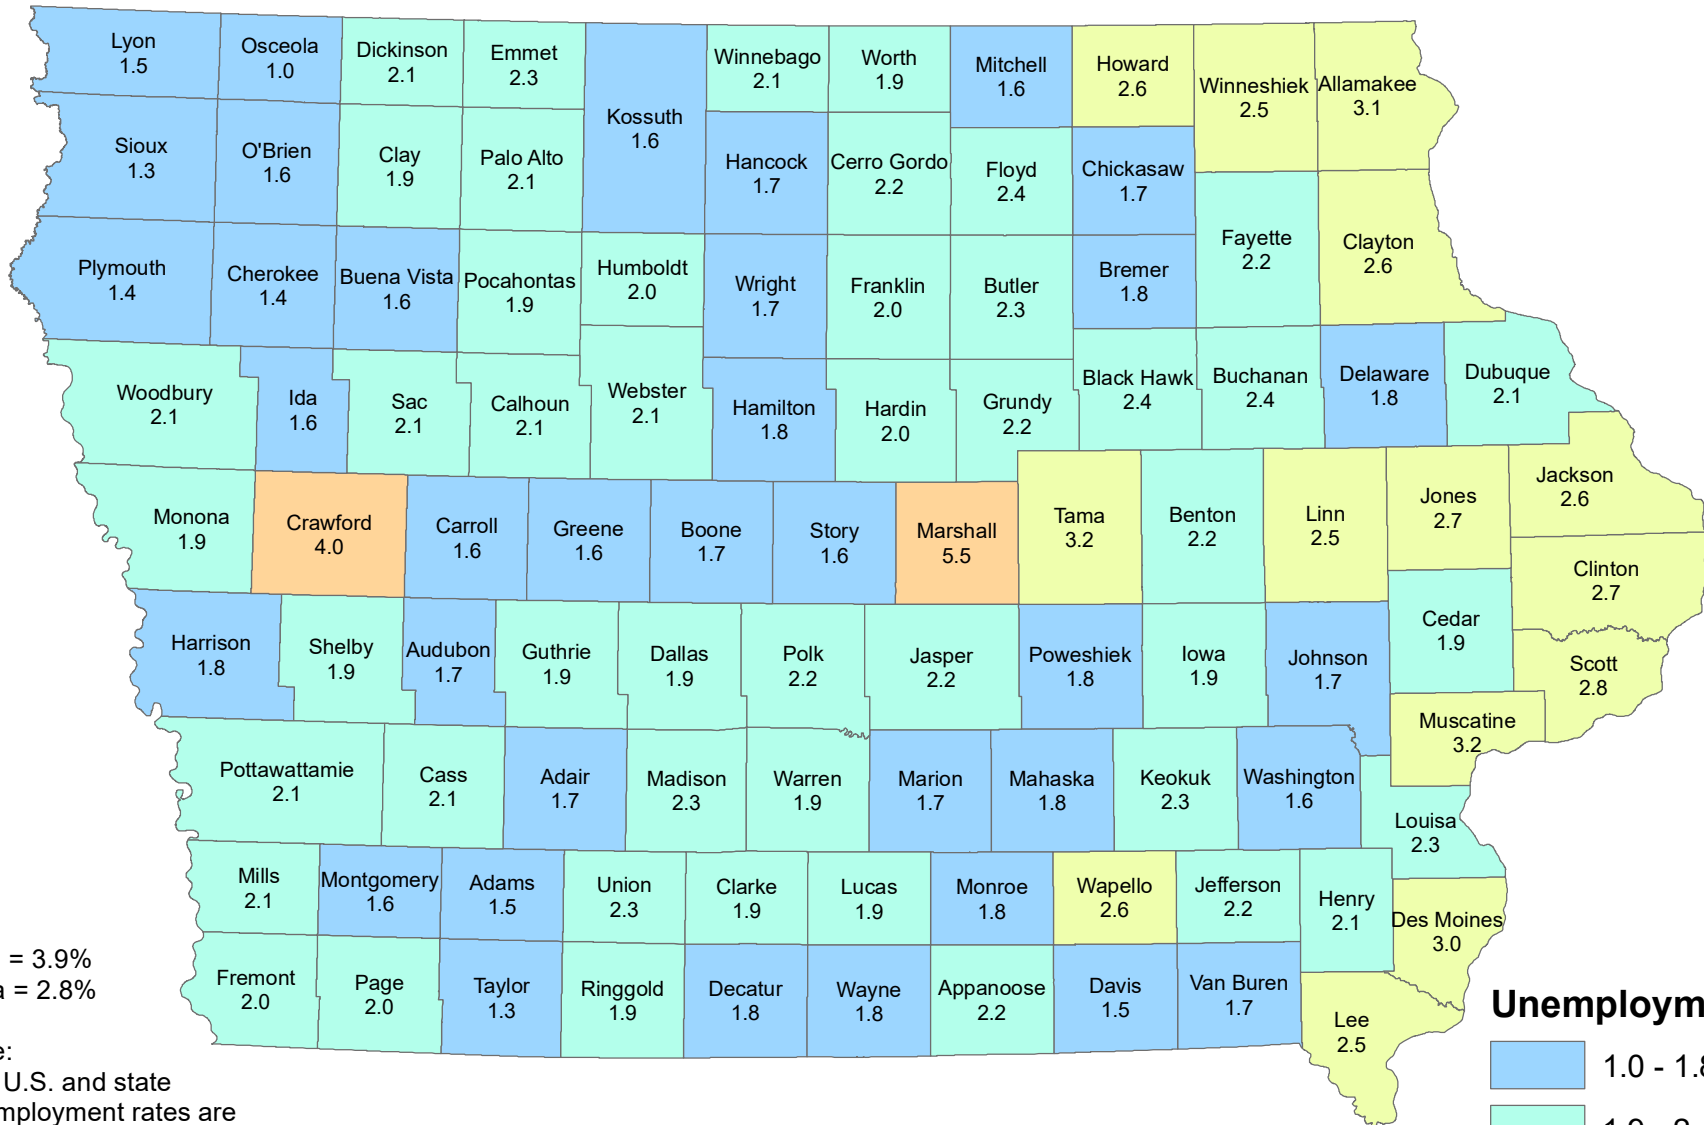 Lyon
1.5
Osceola
1.0
Dickinson
2.1
Emmet
2.3
Kossuth
1.6
Winnebago
2.1
Worth
1.9
Mitchell
1.6
Howard
2.6
Winneshiek
2.5
Allamakee
3.1
Sioux
1.3
O'Brien
1.6
Clay
1.9
Palo Alto
2.1
Hancock
1.7
Cerro Gordo
2.2
Floyd
2.4
Chickasaw
1.7
Fayette
2.2
Clayton
2.6
Plymouth
1.4
Cherokee
1.4
Buena Vista
1.6
Pocahontas
1.9
Humboldt
2.0
Wright
1.7
Franklin
2.0
Butler
2.3
Bremer
1.8
Woodbury
2.1
Ida
1.6
Sac
2.1
Calhoun
2.1
Webster
2.1
Hamilton
1.8
Hardin
2.0
Grundy
2.2
Black Hawk
2.4
Buchanan
2.4
Delaware
1.8
Dubuque
2.1
Monona
1.9
Crawford
4.0
Carroll
1.6
Greene
1.6
Boone
1.7
Story
1.6
Marshall
5.5
Tama
3.2
Benton
2.2
Linn
2.5
Jones
2.7
Jackson
2.6
Clinton
2.7
Harrison
1.8
Shelby
1.9
Audubon
1.7
Guthrie
1.9
Dallas
1.9
Polk
2.2
Jasper
2.2
Poweshiek
1.8
Iowa
1.9
Johnson
1.7
Cedar
1.9
Scott
2.8
Muscatine
3.2
Pottawattamie
2.1
Cass
2.1
Adair
1.7
Madison
2.3
Warren
1.9
Marion
1.7
Mahaska
1.8
Keokuk
2.3
Washington
1.6
Louisa
2.3
Mills
2.1
Montgomery
1.6
Adams
1.5
Union
2.3
Clarke
1.9
Lucas
1.9
Monroe
1.8
Wapello
2.6
Jefferson
2.2
Henry
2.1
Des Moines
3.0
Fremont
2.0
Page
2.0
Taylor
1.3
Ringgold
1.9
Decatur
1.8
Wayne
1.8
Appanoose
2.2
Davis
1.5
Van Buren
1.7
Lee
2.5
= 3.9%
a = 2.8%
e:
U.S. and state
mployment rates are
Unemploym
1.0 - 1.8